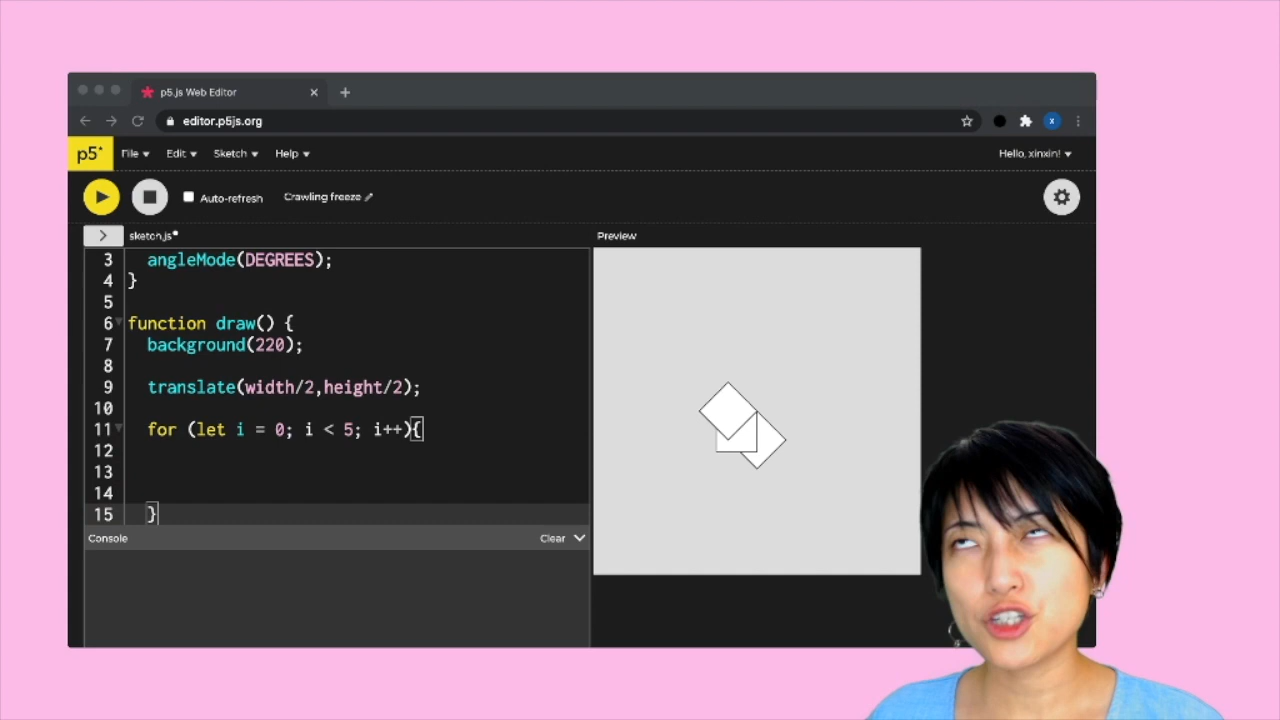 p5.js Web Editor
editor.p5js.org
x
p5* File Edit Sketch Help Hello, xinxin!
Auto-refresh Crawling freeze
sketch.js Preview
3 angleMode(DEGREES);
4 }
5
6 function draw() {
7 background(220);
8
9 translate(width/2,height/2);
10
11 for (let i = 0; i < 5; i++){
12
13
14
15 }
Console Clear